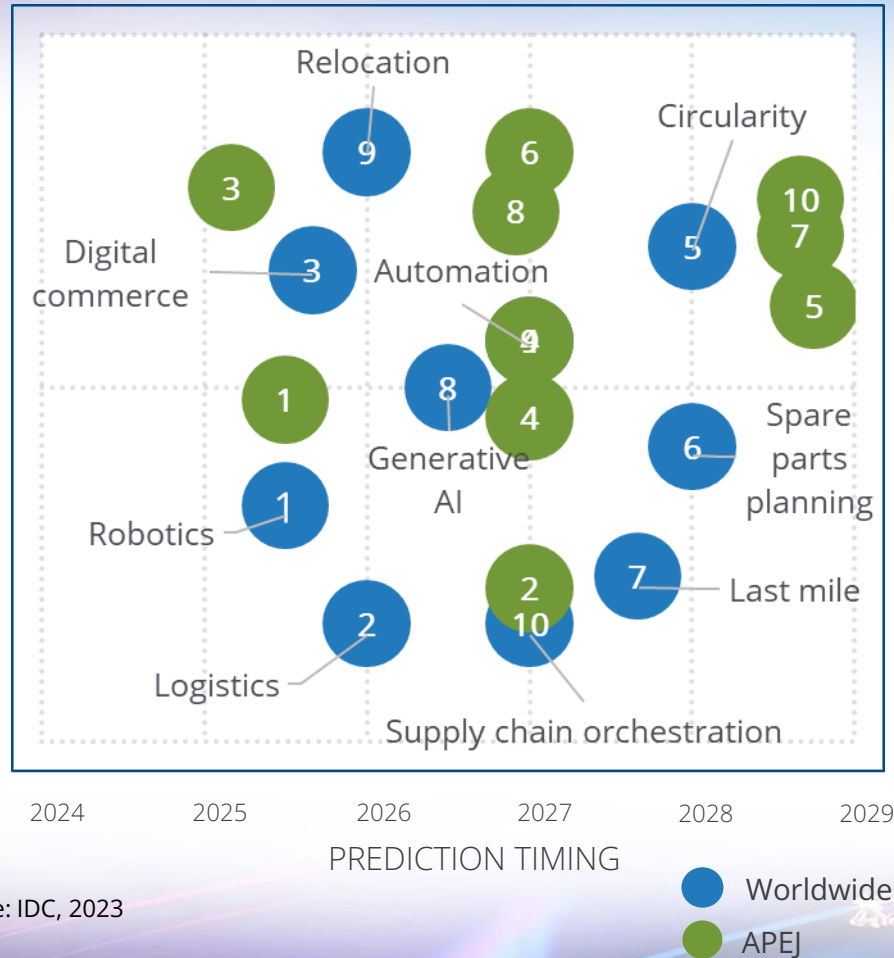 Relocation
Circularity
9
6
3
8
10
7
5
Digital
commerce
3
Automation
5
9
1
8
4
6
Spare
parts
planning
Generative
AI
1
Robotics
2
10
7
Last mile
2
Logistics
Supply chain orchestration
2024
2025
2026
2027
2028
2029
PREDICTION TIMING
e: IDC, 2023
Worldwide
APEJ